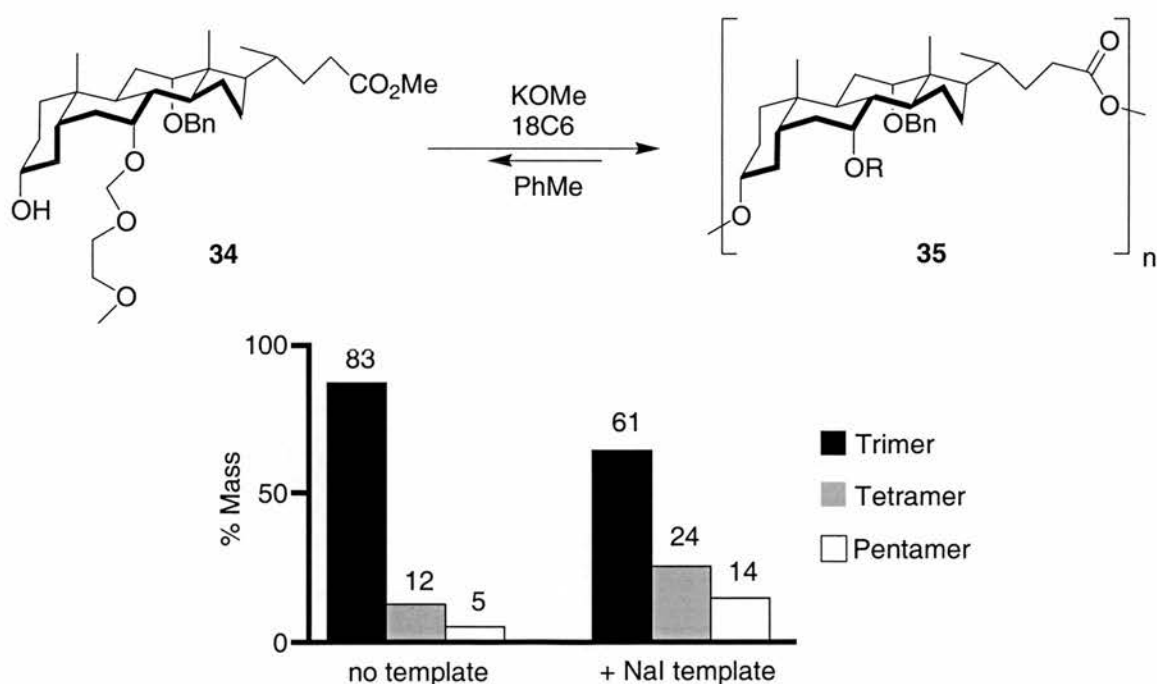 CO2Me
OBn
O
OH
O
O
34
KOMe
18C6
PhMe
O
O
OBn
OR
O
35
n
% Mass
100
50
0
83
12
5
61
24
14
no template
+ NaI template
Trimer
Tetramer
Pentamer